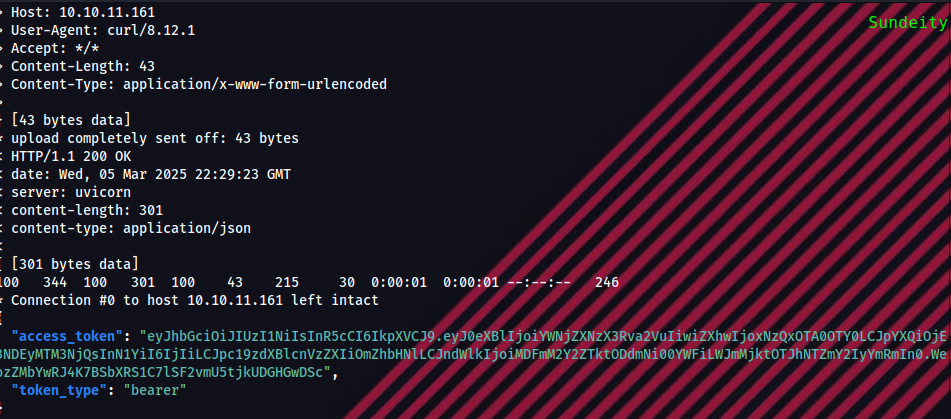 > Host: 10.10.11.161
Sundeity
> User-Agent: curl/8.12.1
> Accept: */*
> Content-Length: 43
> Content-Type: application/x-www-form-urlencoded
>
[43 bytes data]
* upload completely sent off: 43 bytes
< HTTP/1.1 200 OK
< date: Wed, 05 Mar 2025 22:29:23 GMT
< server: uvicorn
< content-length: 301
< content-type: application/json
<
[301 bytes data]
100 344 100 301 100 43 215 30 0:00:01 0:00:01 --:--:-- 246
* Connection #0 to host 10.10.11.161 left intact
{
"access_token": "eyJhbGciOiJIUzI1NiIsInR5cCI6IkpXVCJ9.eyJ0eXBlIjoiYWNjZXNzX3Rva2VuIiwiZXhwIjoxNzQxOTA0OTY0LCJpYXQiOjE
3NDEyMTM3NjQsInN1YiI6IjIiLCJpc19zdXBlcnVzZXIiOmZhbHNlLCJndWlkIjoiMDFmM2Y2ZTktODdmNi00YWFiLWJmMjktOTJhNTZmY2IyYmRmIn0.We
ozZMbYwRJ4K7BSbXRS1C7lSF2vmU5tjkUDGHGwDSc",
"token_type": "bearer"
}